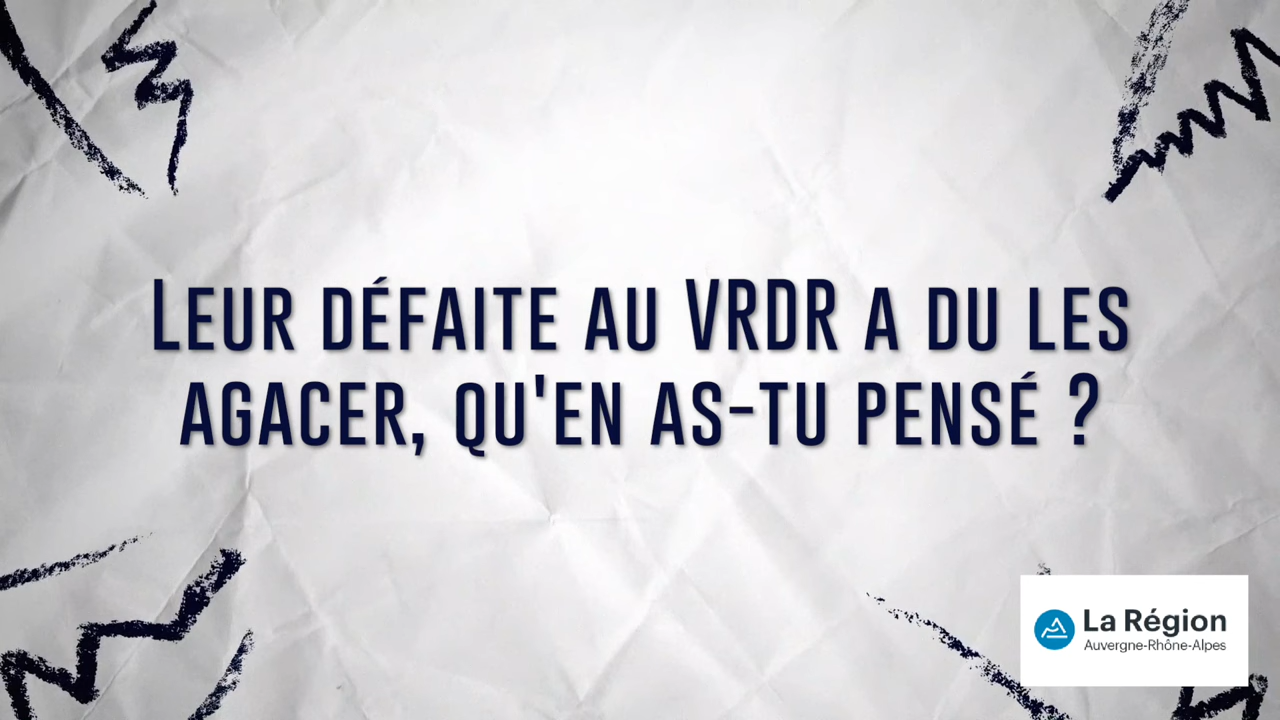 Leur défaite au VRDR a du les
agacer, qu'en as-tu pensé ?
La Région
Auvergne-Rhône-Alpes